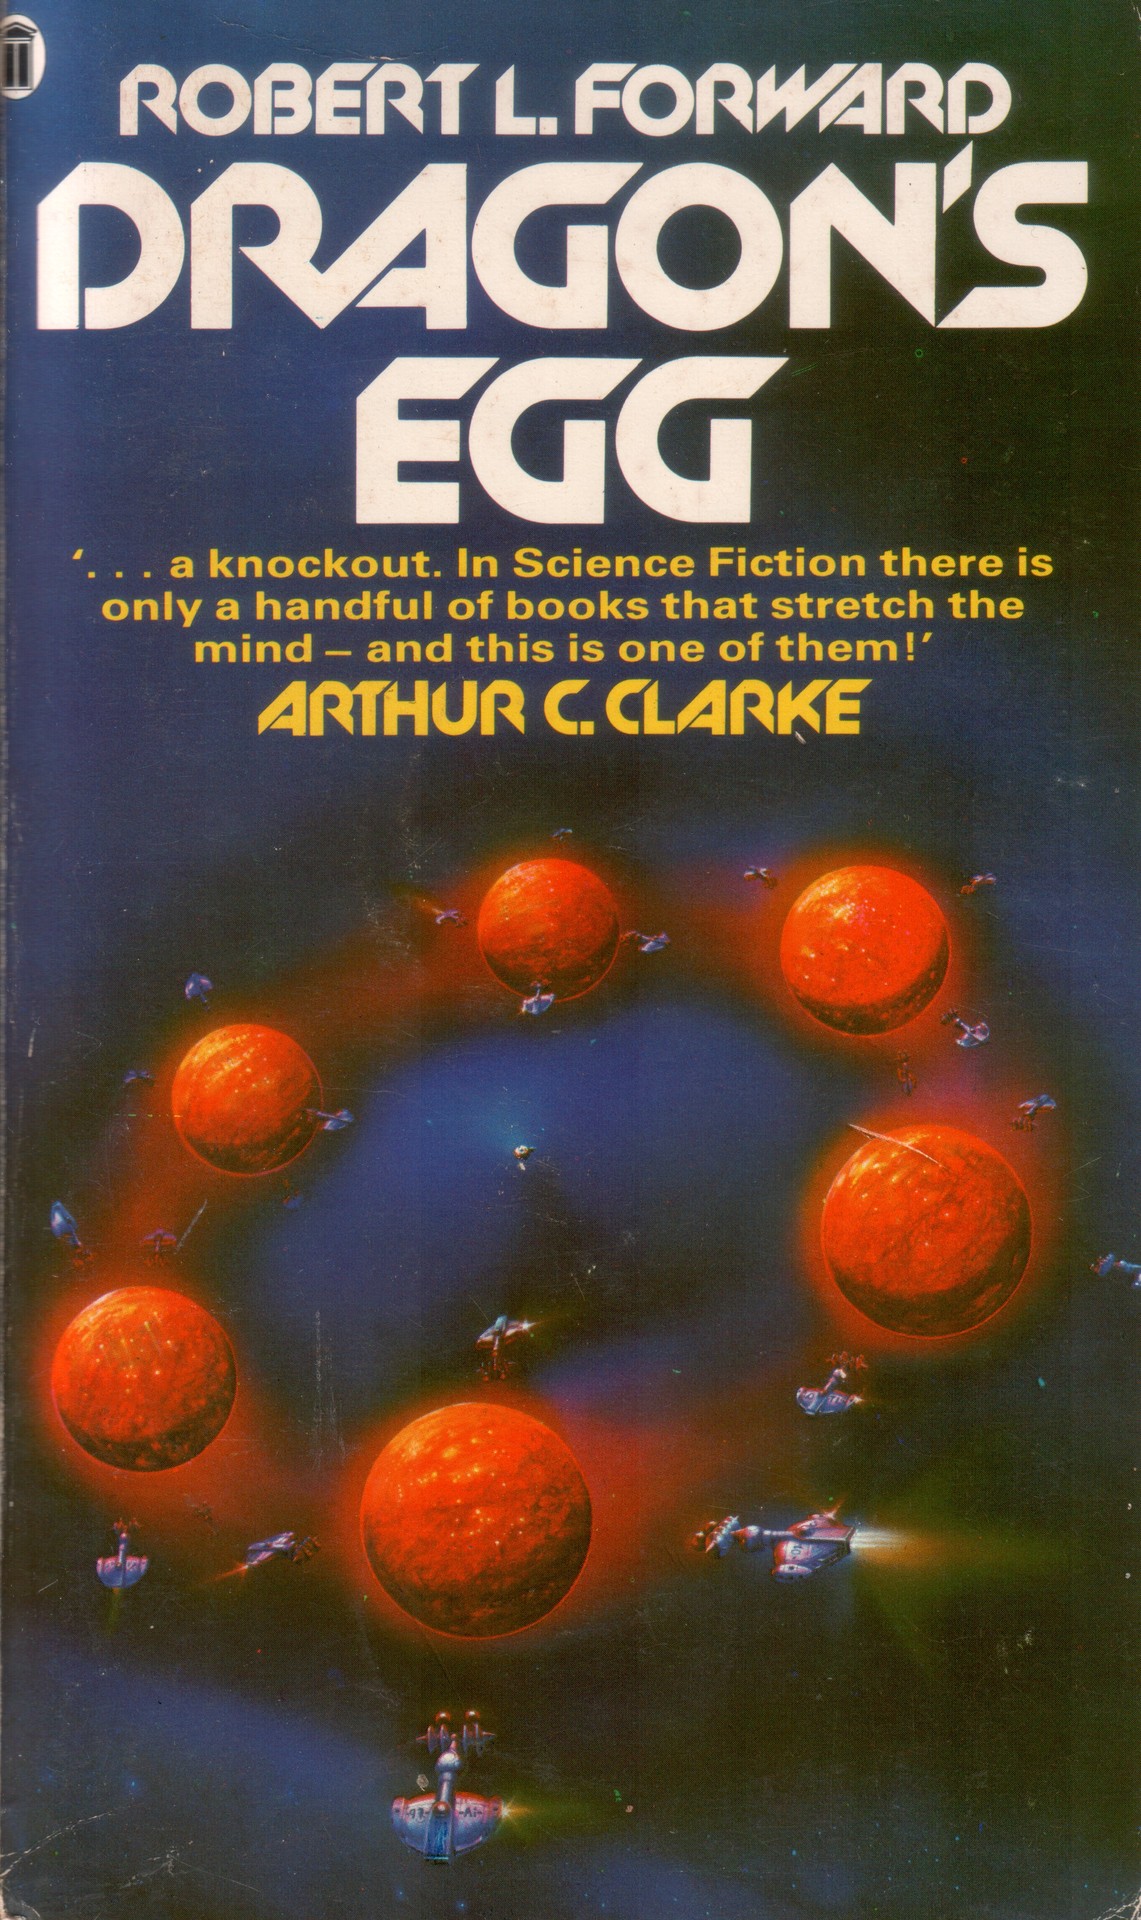 ROBERT L. FORWARD
DRAGON'S
EGG
‘. . . a knockout. In Science Fiction there is
only a handful of books that stretch the
mind – and this is one of them!’
ARTHUR C. CLARKE